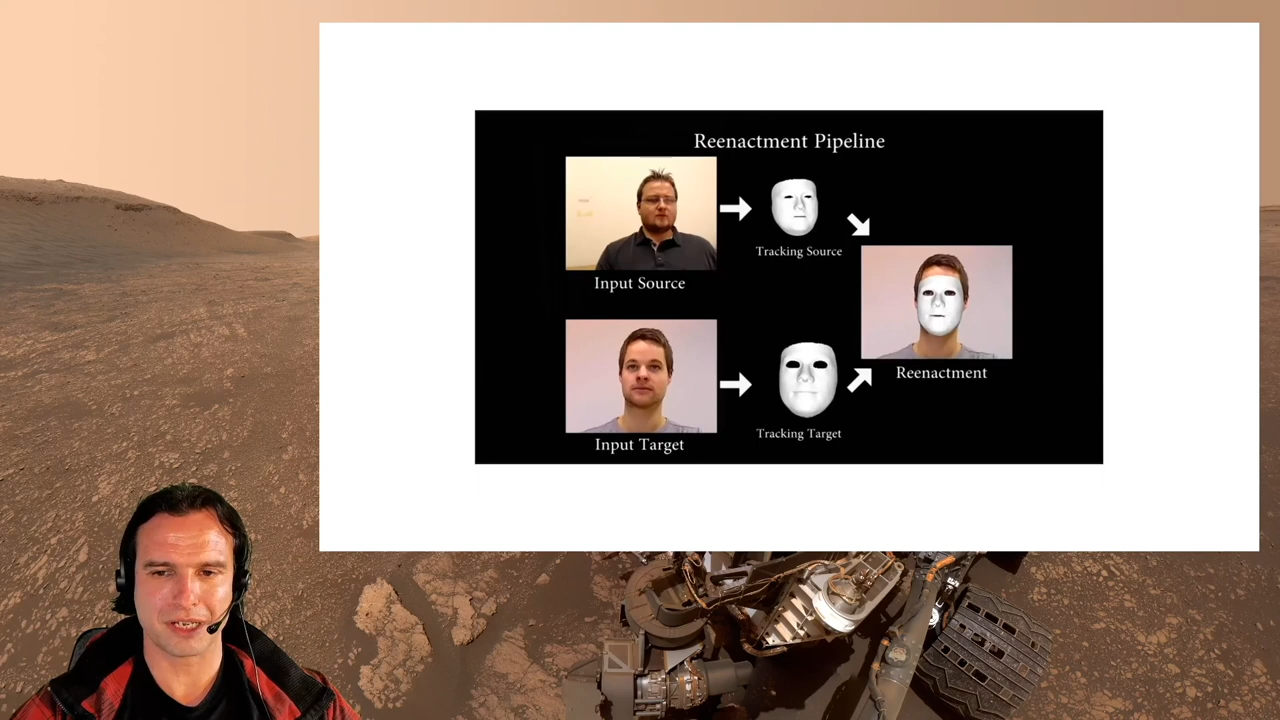 Reenactment Pipeline
Tracking Source
Input Source
Reenactment
Tracking Target
Input Target